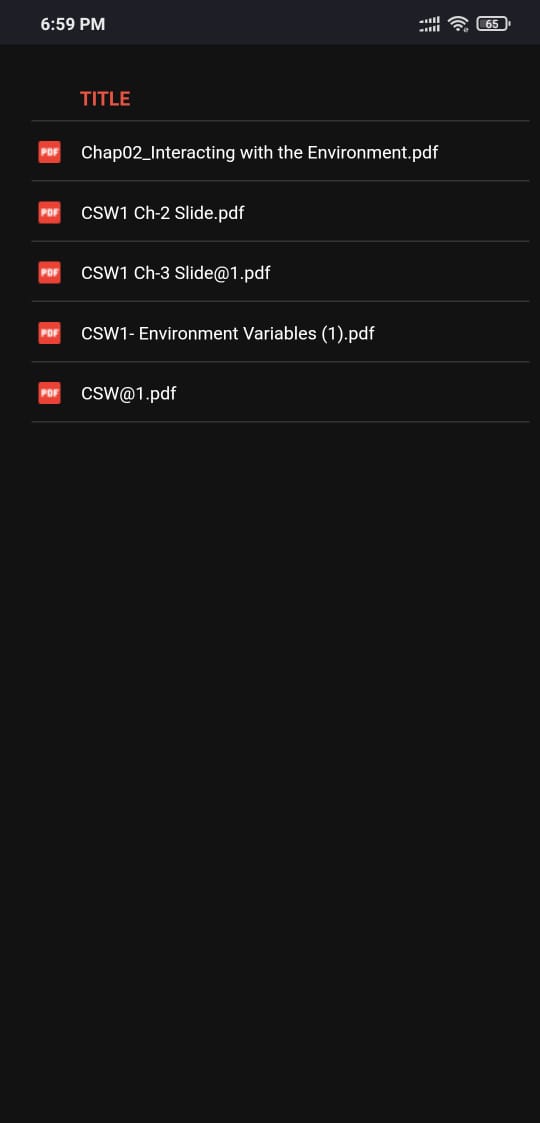 6:59 PM
65
TITLE
PDF Chap02_Interacting with the Environment.pdf
PDF CSW1 Ch-2 Slide.pdf
PDF CSW1 Ch-3 Slide@1.pdf
PDF CSW1- Environment Variables (1).pdf
PDF CSW@1.pdf